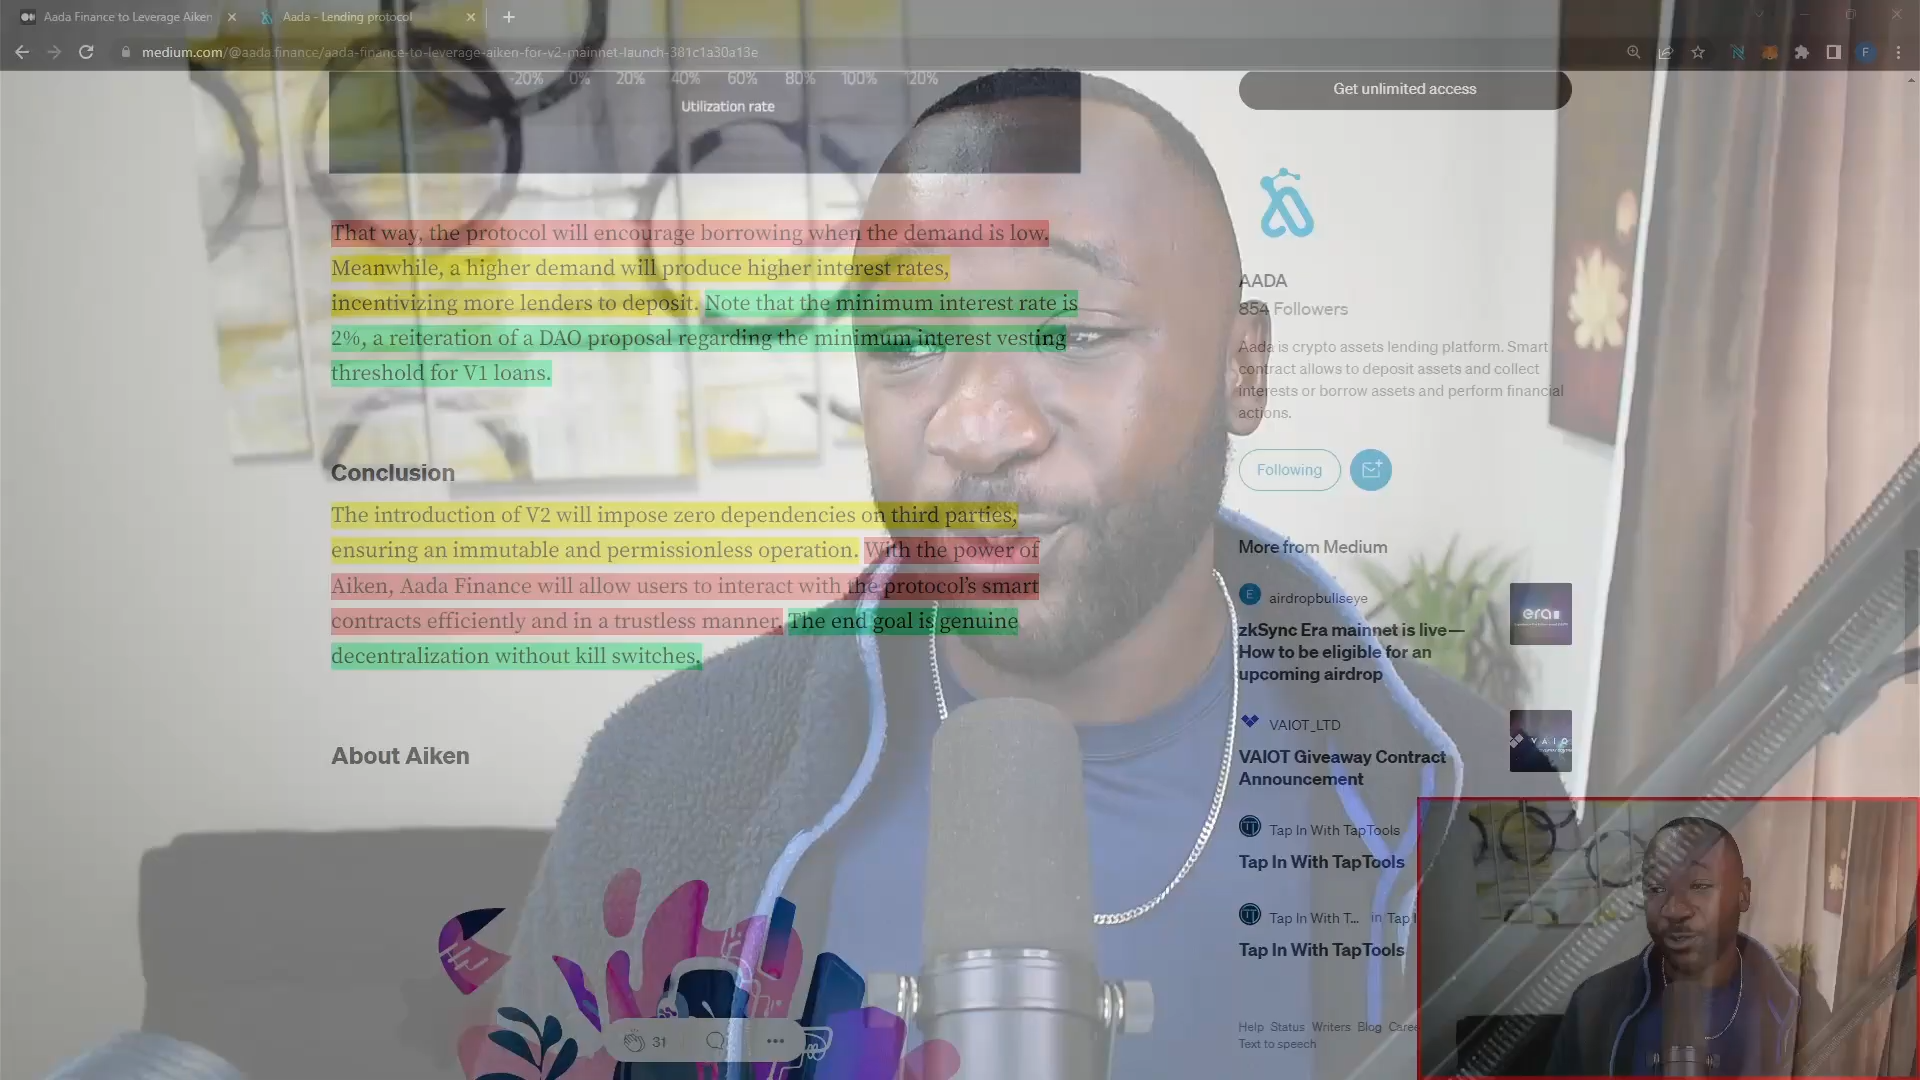 Aada Finance to Leverage Aiken
Aada - Lending protocol
medium.com/@aada.finance/aada-finance-to-leverage-aiken-for-v2-mainnet-launch-381c1a30a13e
F
-20% 0% 20% 40% 60% 80% 100% 120%
Utilization rate
That way, the protocol will encourage borrowing when the demand is low.
Meanwhile, a higher demand will produce higher interest rates,
incentivizing more lenders to deposit. Note that the minimum interest rate is
2%, a reiteration of a DAO proposal regarding the minimum interest vesting
threshold for V1 loans.
Conclusion
The introduction of V2 will impose zero dependencies on third parties,
ensuring an immutable and permissionless operation. With the power of
Aiken, Aada Finance will allow users to interact with the protocol’s smart
contracts efficiently and in a trustless manner. The end goal is genuine
decentralization without kill switches.
About Aiken
31
Get unlimited access
AADA
854 Followers
Aada is crypto assets lending platform. Smart
contract allows to deposit assets and collect
interests or borrow assets and perform financial
actions.
Following
More from Medium
E airdropbullseye
zkSync Era mainnet is live—
How to be eligible for an
upcoming airdrop
era
VAIOT_LTD
VAIOT Giveaway Contract
Announcement
VAIO
Tap In With TapTools
Tap In With TapTools
Tap In With T... in Tap I
Tap In With TapTools
Help Status Writers Blog Caree
Text to speech